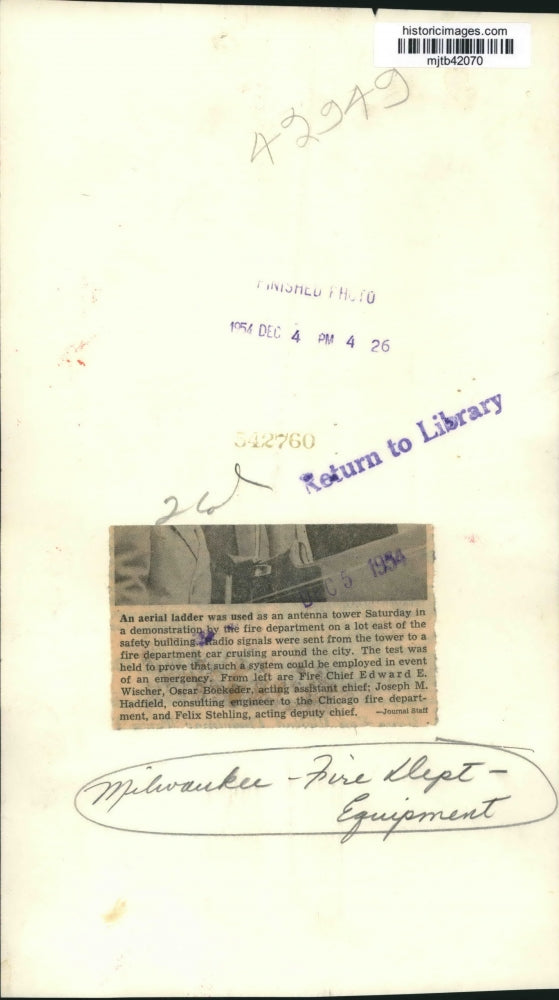 historicimages.com
mjtb42070
42949
FINISHED PHOTO
1954 DEC 4 PM 4 26
542760
Return to Library
2 col
DEC 5 1954
An aerial ladder was used as an antenna tower Saturday in
a demonstration by the fire department on a lot east of the
safety building. Radio signals were sent from the tower to a
fire department car cruising around the city. The test was
held to prove that such a system could be employed in event
of an emergency. From left are Fire Chief Edward E.
Wischer, Oscar Boekeder, acting assistant chief; Joseph M.
Hadfield, consulting engineer to the Chicago fire depart-
ment, and Felix Stehling, acting deputy chief. —Journal Staff
Milwaukee - Fire Dept -
Equipment